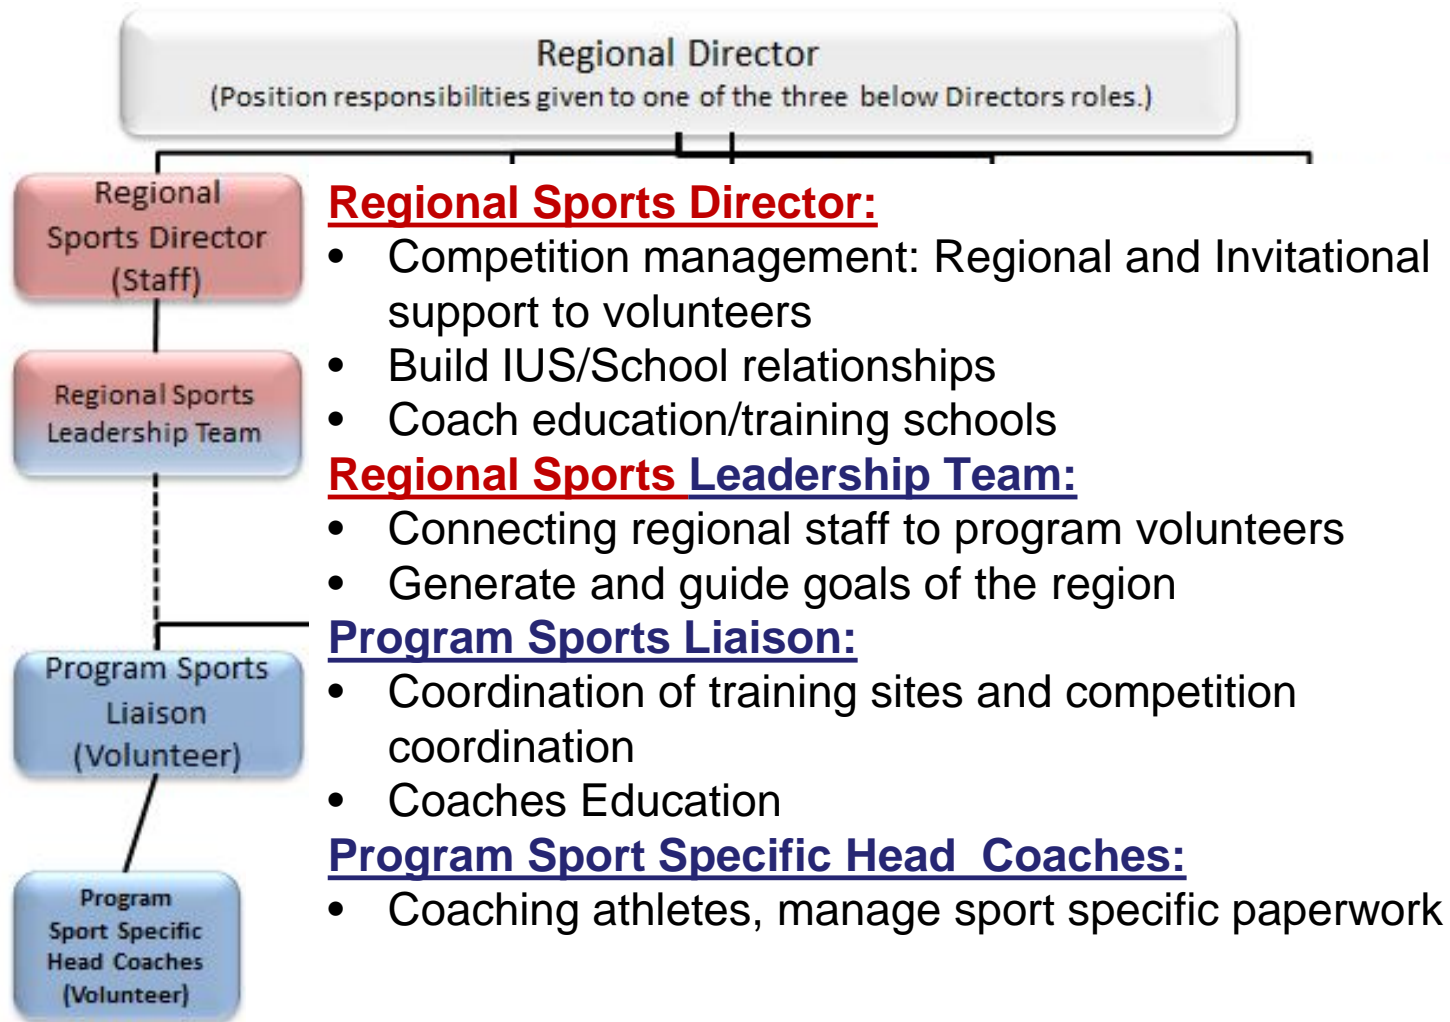 Regional Director
(Position responsibilities given to one of the three below Directors roles.)
Regional
Sports Director
(Staff)
Regional Sports
Leadership Team
Program Sports
Liaison
(Volunteer)
Program
Sport Specific
Head Coaches
(Volunteer)
Regional Sports Director:
• Competition management: Regional and Invitational
support to volunteers
• Build IUS/School relationships
• Coach education/training schools
Regional Sports Leadership Team:
• Connecting regional staff to program volunteers
• Generate and guide goals of the region
Program Sports Liaison:
• Coordination of training sites and competition
coordination
• Coaches Education
Program Sport Specific Head Coaches:
• Coaching athletes, manage sport specific paperwork